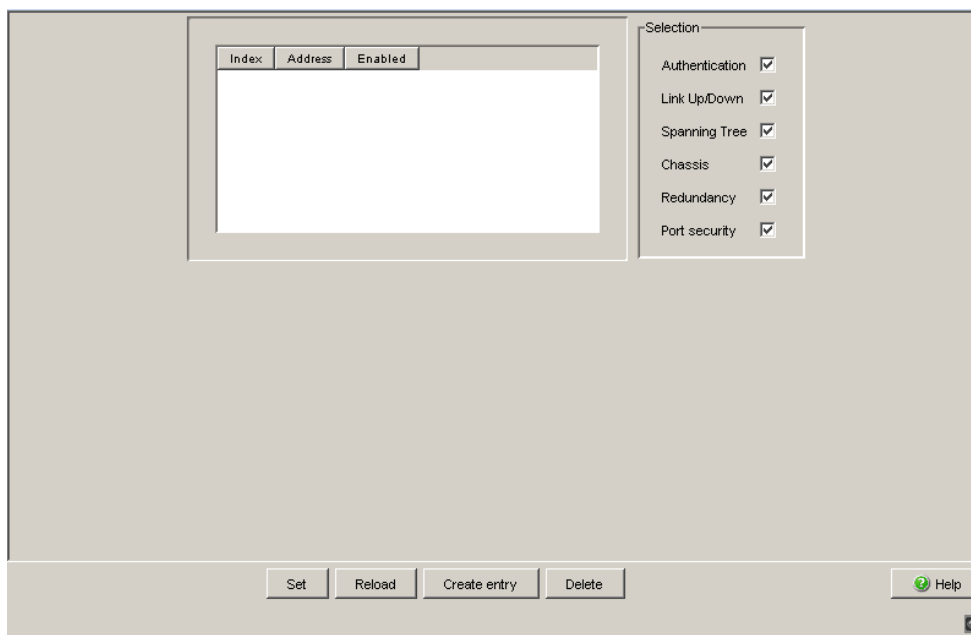 Index Address Enabled
Selection
Authentication
Link Up/Down
Spanning Tree
Chassis
Redundancy
Port security
Set Reload Create entry Delete Help